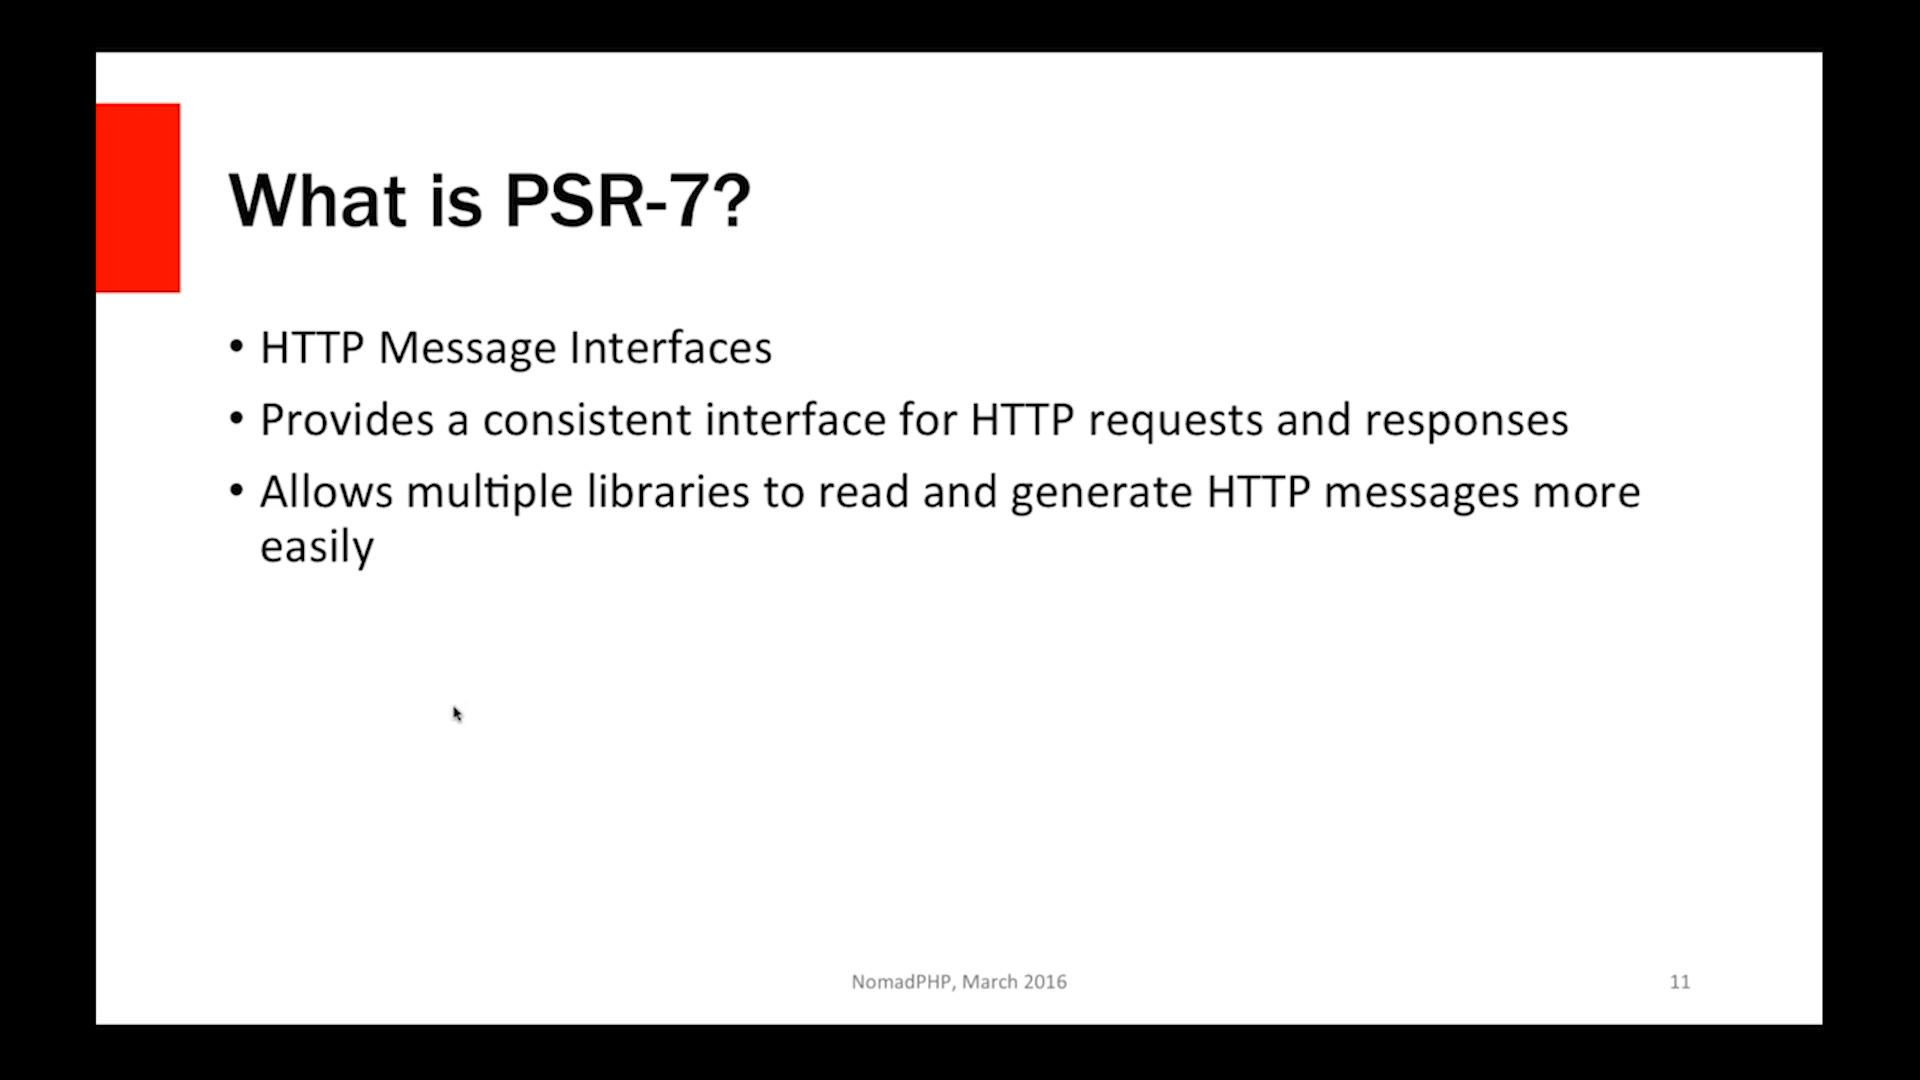 What is PSR-7?
• HTTP Message Interfaces
• Provides a consistent interface for HTTP requests and responses
• Allows multiple libraries to read and generate HTTP messages more
easily
NomadPHP, March 2016
11